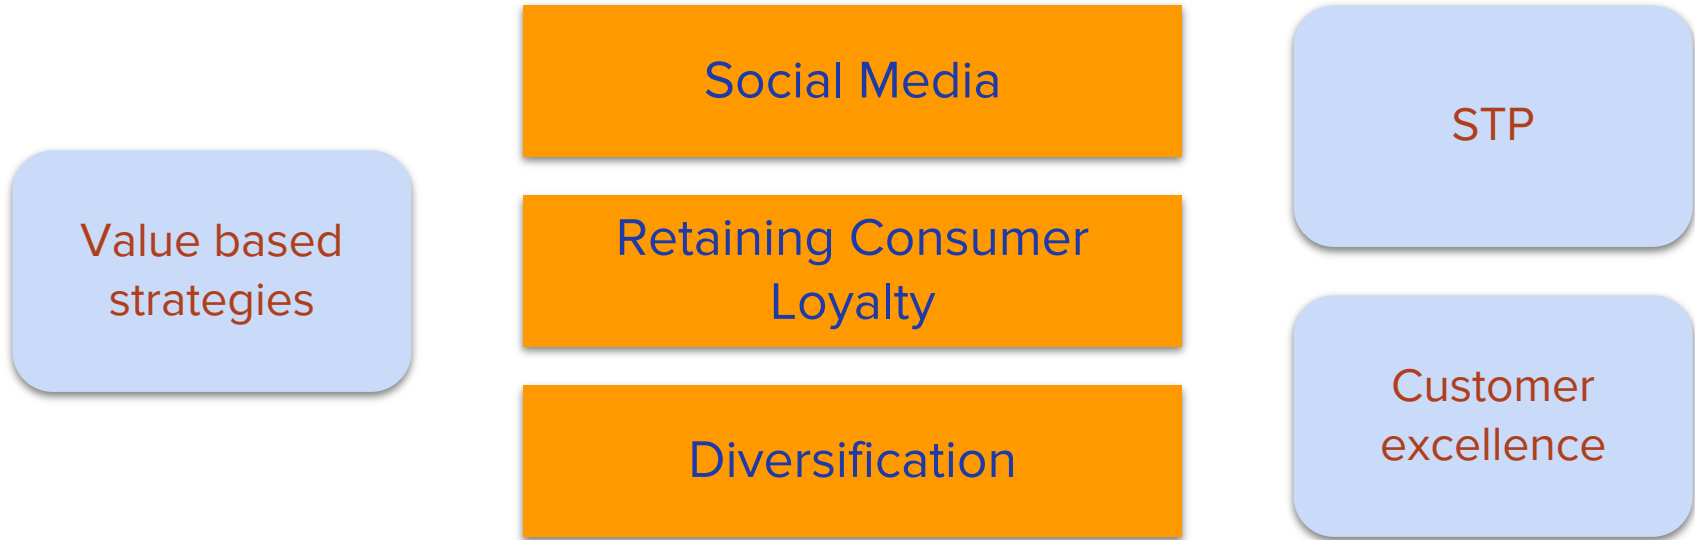 Value based
strategies
Social Media
Retaining Consumer
Loyalty
Diversification
STP
Customer
excellence